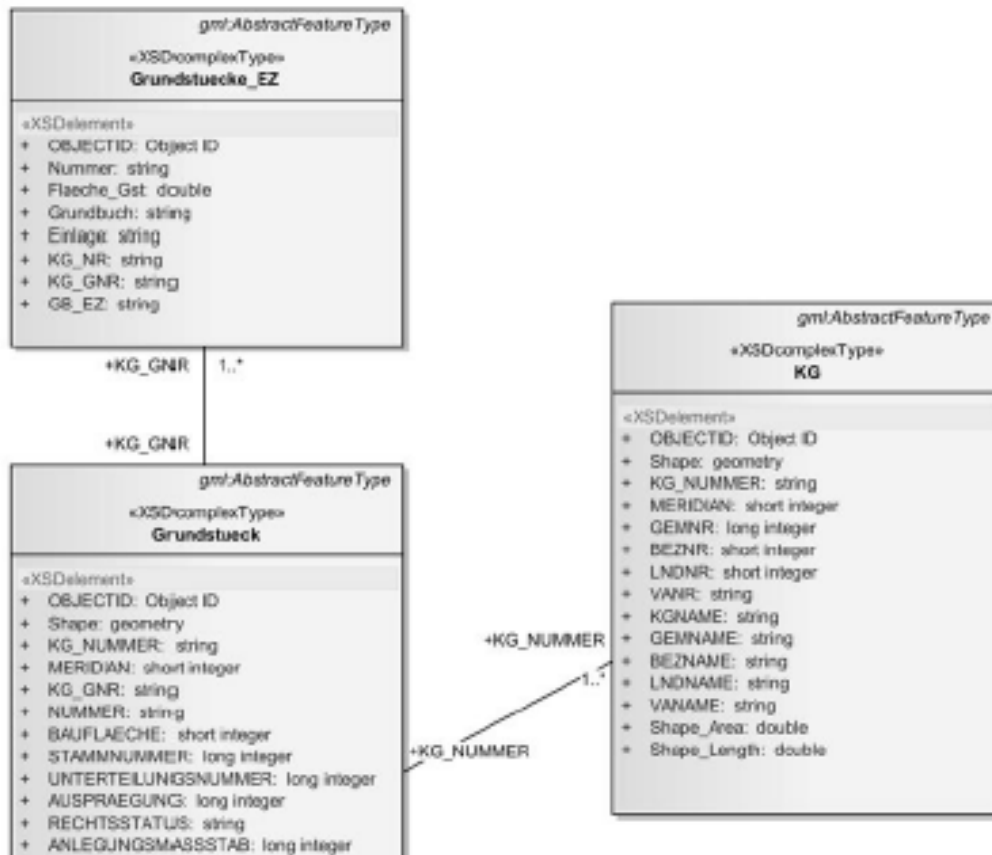 gml:AbstractFeatureType
«XSDcomplexType»
Grundstuecke_EZ
«XSDelement»
+ OBJECTID: Object ID
+ Nummer: string
+ Flaeche_Gst: double
+ Grundbuch: string
+ Einlage: string
+ KG_NR: string
+ KG_GNR: string
+ GB_EZ: string
+KG_GNR 1..*
+KG_GNR
gml:AbstractFeatureType
«XSDcomplexType»
Grundstueck
«XSDelement»
+ OBJECTID: Object ID
+ Shape: geometry
+ KG_NUMMER: string
+ MERIDIAN: short integer
+ KG_GNR: string
+ NUMMER: string
+ BAUFLAECHE: short integer
+ STAMMNUMMER: long integer
+ UNTERTEILUNGSNUMMER: long integer
+ AUSPRAEGUNG: long integer
+ RECHTSSTATUS: string
+ ANLEGUNGSMASSSTAB: long integer
+KG_NUMMER
1..*
+KG_NUMMER
gml:AbstractFeatureType
«XSDcomplexType»
KG
«XSDelement»
+ OBJECTID: Object ID
+ Shape: geometry
+ KG_NUMMER: string
+ MERIDIAN: short integer
+ GEMNR: long integer
+ BEZNR: short integer
+ LNDNR: short integer
+ VANR: string
+ KGNAME: string
+ GEMNAME: string
+ BEZNAME: string
+ LNDNAME: string
+ VANAME: string
+ Shape_Area: double
+ Shape_Length: double